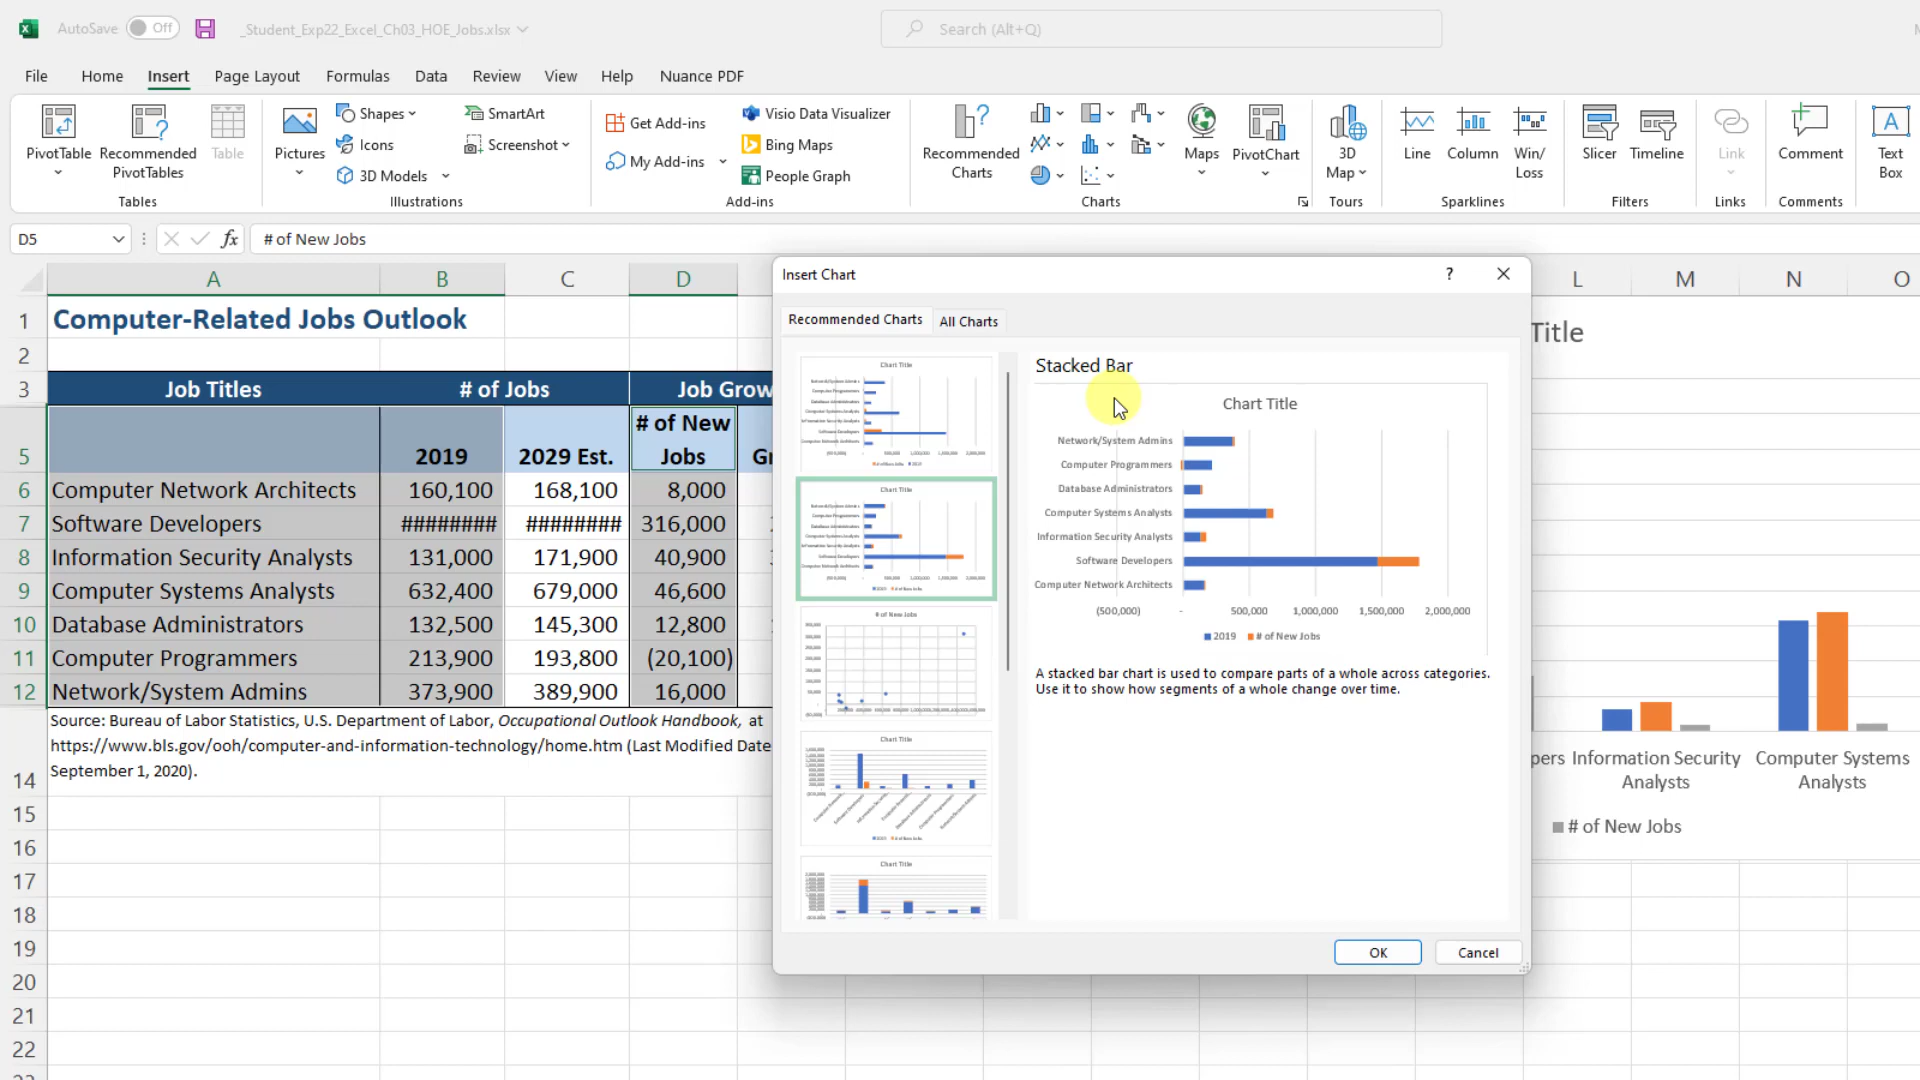 AutoSave Off _Student_Exp22_Excel_Ch03_HOE_Jobs.xlsx Search (Alt+Q)
File Home Insert Page Layout Formulas Data Review View Help Nuance PDF
PivotTable
Recommended PivotTables
Table
Tables
Pictures
Shapes
Icons
3D Models
SmartArt
Screenshot
Illustrations
Get Add-ins
My Add-ins
Visio Data Visualizer
Bing Maps
People Graph
Add-ins
Recommended Charts
Maps
PivotChart
Charts
3D Map
Tours
Line
Column
Win/Loss
Sparklines
Slicer
Timeline
Filters
Link
Links
Comment
Comments
Text Box
D5 fx # of New Jobs
A B C D L M N O
1 Computer-Related Jobs Outlook
2
3 Job Titles # of Jobs Job Grow
# of New
5 2019 2029 Est. Jobs G
6 Computer Network Architects 160,100 168,100 8,000
7 Software Developers ######## ######## 316,000
8 Information Security Analysts 131,000 171,900 40,900
9 Computer Systems Analysts 632,400 679,000 46,600
10 Database Administrators 132,500 145,300 12,800
11 Computer Programmers 213,900 193,800 (20,100)
12 Network/System Admins 373,900 389,900 16,000
Source: Bureau of Labor Statistics, U.S. Department of Labor, Occupational Outlook Handbook, at
https://www.bls.gov/ooh/computer-and-information-technology/home.htm (Last Modified Date
14 September 1, 2020).
15
16
17
18
19
20
21
22
Insert Chart ?
Recommended Charts All Charts
Chart Title
Chart Title
# of New Jobs
Chart Title
Chart Title
Stacked Bar
Chart Title
Network/System Admins
Computer Programmers
Database Administrators
Computer Systems Analysts
Information Security Analysts
Software Developers
Computer Network Architects
(500,000) - 500,000 1,000,000 1,500,000 2,000,000
2019 # of New Jobs
A stacked bar chart is used to compare parts of a whole across categories.
Use it to show how segments of a whole change over time.
OK Cancel
Title
pers Information Security Computer Systems
Analysts Analysts
# of New Jobs